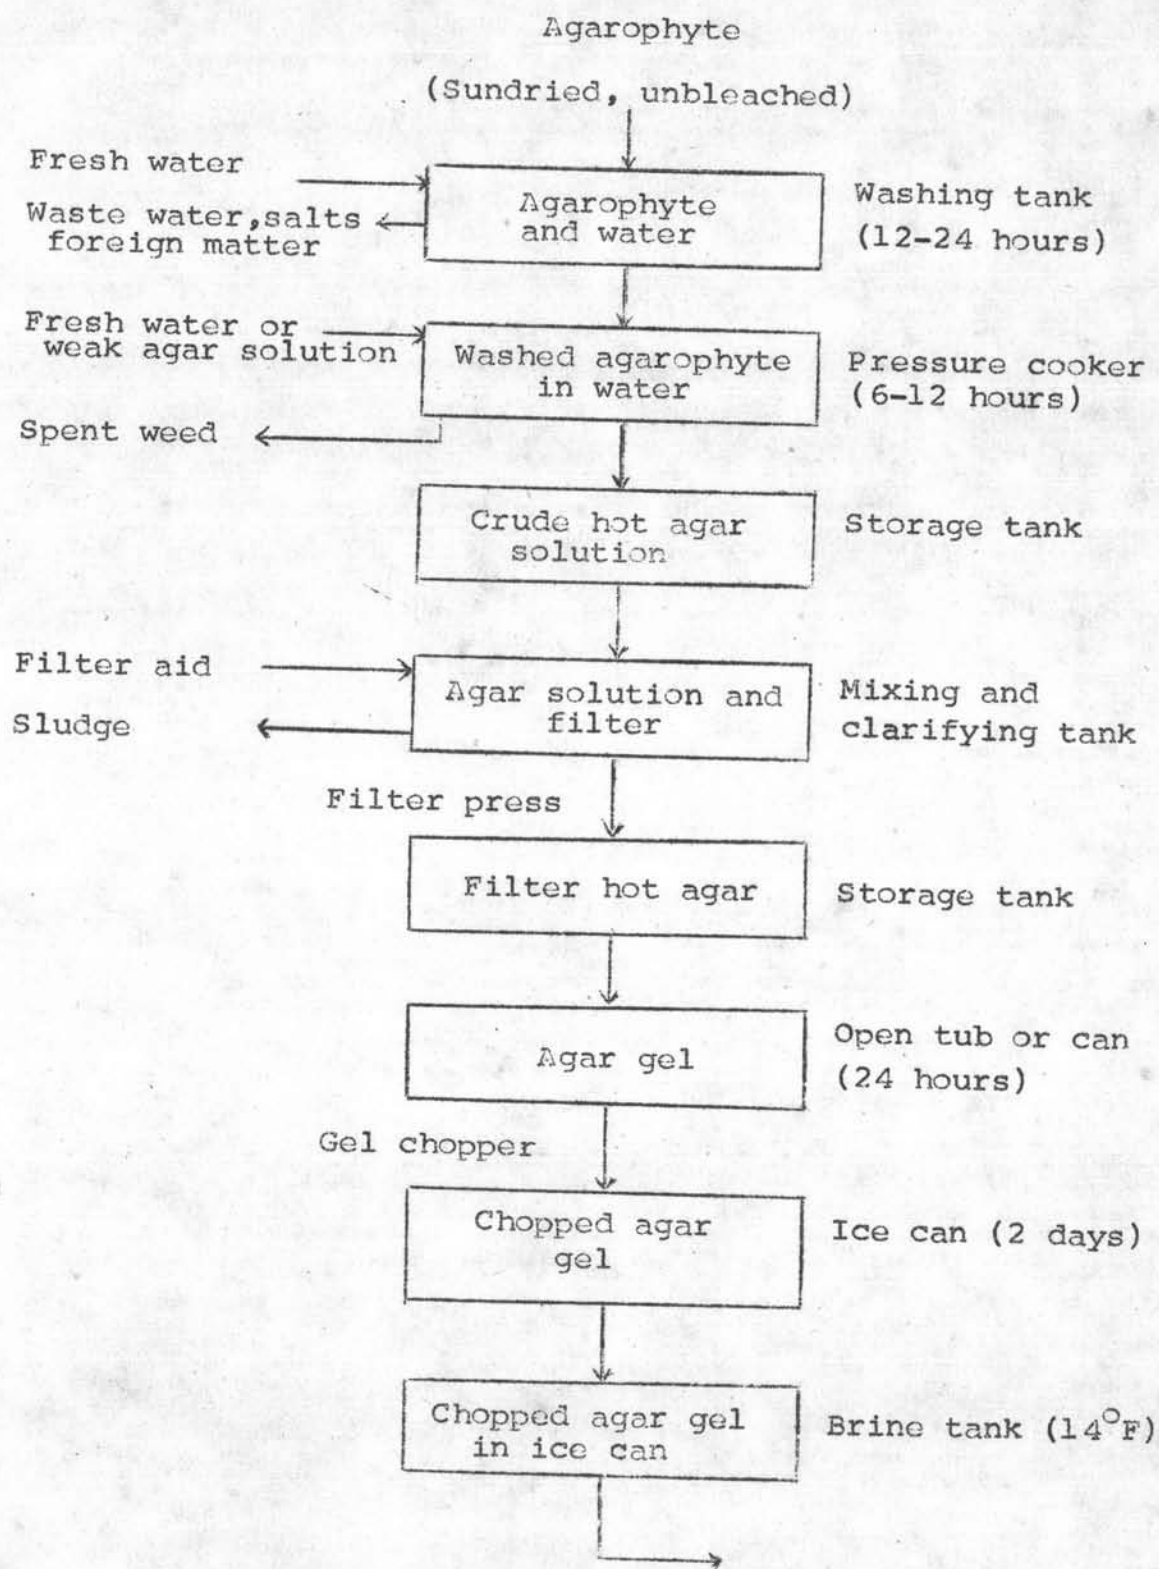 Agarophyte
(Sundried, unbleached)
Fresh water
Waste water,salts
foreign matter
Agarophyte
and water
Washing tank
(12-24 hours)
Fresh water or
weak agar solution
Washed agarophyte
in water
Pressure cooker
(6-12 hours)
Spent weed
Crude hot agar
solution
Storage tank
Filter aid
Sludge
Agar solution and
filter
Mixing and
clarifying tank
Filter press
Filter hot agar
Storage tank
Agar gel
Open tub or can
(24 hours)
Gel chopper
Chopped agar
gel
Ice can (2 days)
Chopped agar gel
in ice can
Brine tank (14°F)